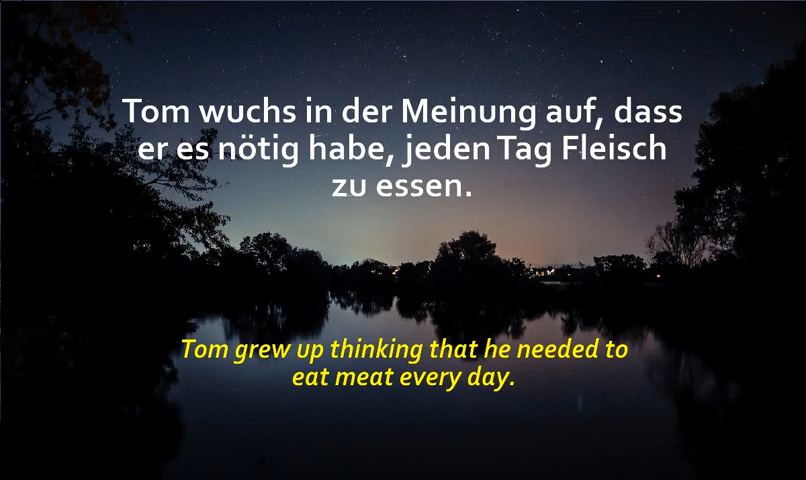 Tom wuchs in der Meinung auf, dass
er es nötig habe, jeden Tag Fleisch
zu essen.
Tom grew up thinking that he needed to
eat meat every day.